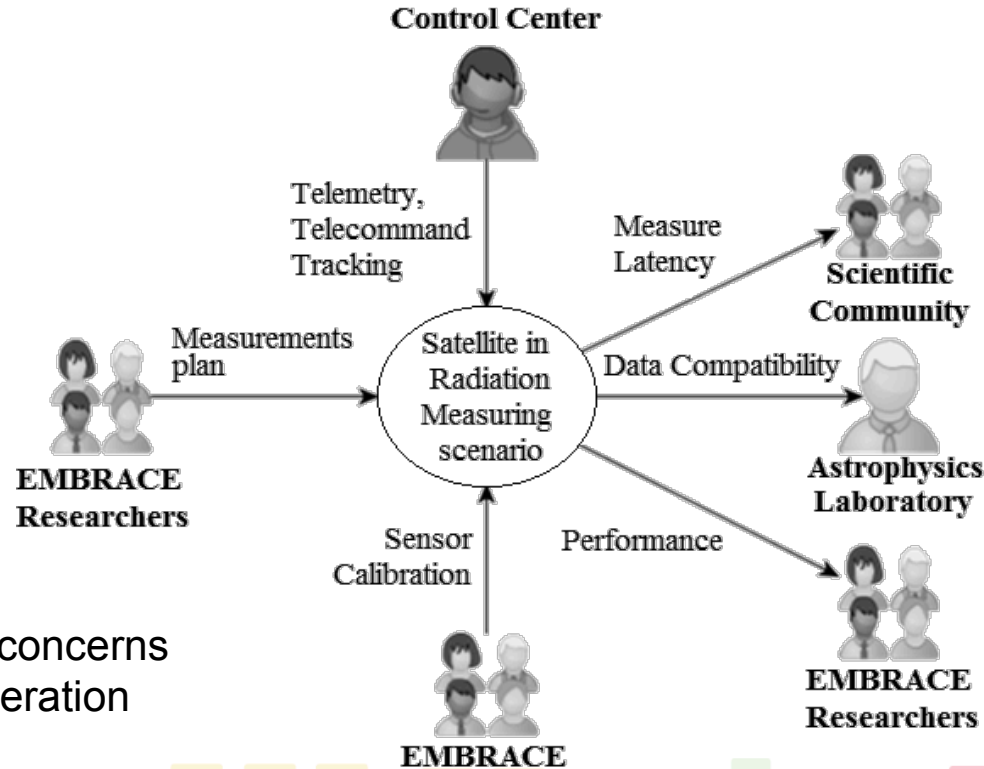 Control Center
Telemetry,
Telecommand
Tracking
Measure
Latency
Scientific
Community
Measurements
plan
Satellite in
Radiation
Measuring
scenario
Data Compatibility
EMBRACE
Researchers
Astrophysics
Laboratory
Sensor
Calibration
Performance
concerns
eration
EMBRACE
Researchers
EMBRACE